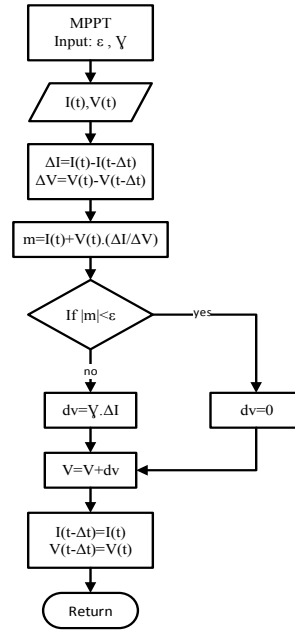 MPPT
Input: ε , Ɣ
I(t),V(t)
ΔI=I(t)-I(t-Δt)
ΔV=V(t)-V(t-Δt)
m=I(t)+V(t).(ΔI/ΔV)
If |m|<ε
yes
no
dv=Ɣ.ΔI
dv=0
V=V+dv
I(t-Δt)=I(t)
V(t-Δt)=V(t)
Return